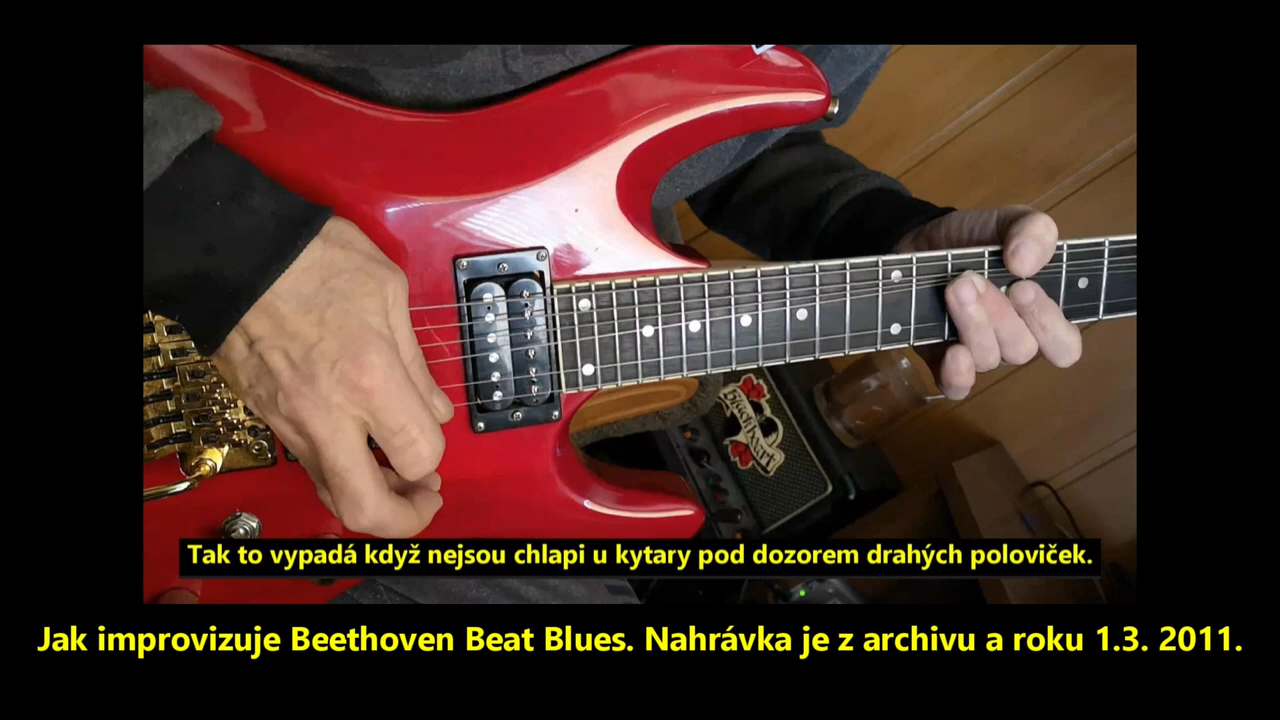 Blackheart
Tak to vypadá když nejsou chlapi u kytary pod dozorem drahých poloviček.
Jak improvizuje Beethoven Beat Blues. Nahrávka je z archivu a roku 1.3. 2011.